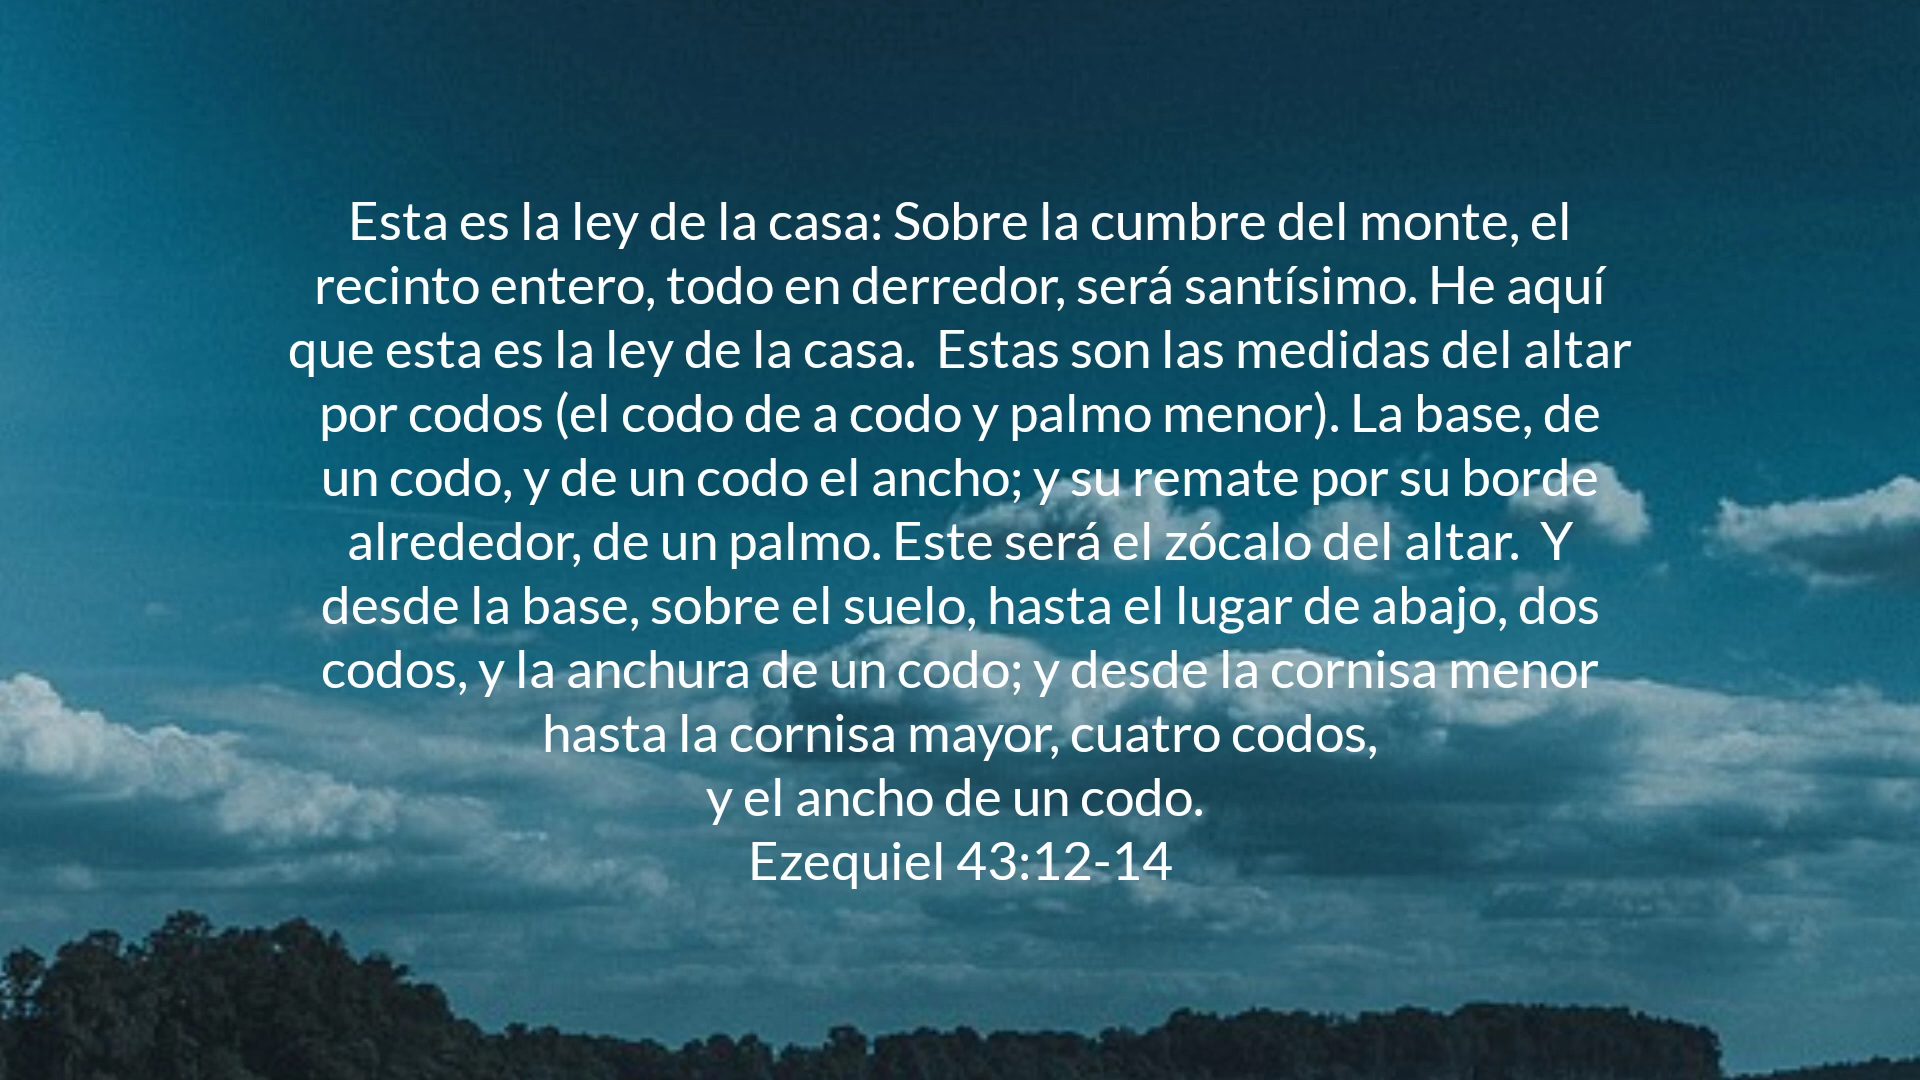 Esta es la ley de la casa: Sobre la cumbre del monte, el
recinto entero, todo en derredor, será santísimo. He aquí
que esta es la ley de la casa.  Estas son las medidas del altar
por codos (el codo de a codo y palmo menor). La base, de
un codo, y de un codo el ancho; y su remate por su borde
alrededor, de un palmo. Este será el zócalo del altar.  Y
desde la base, sobre el suelo, hasta el lugar de abajo, dos
codos, y la anchura de un codo; y desde la cornisa menor
hasta la cornisa mayor, cuatro codos,
y el ancho de un codo.
Ezequiel 43:12-14